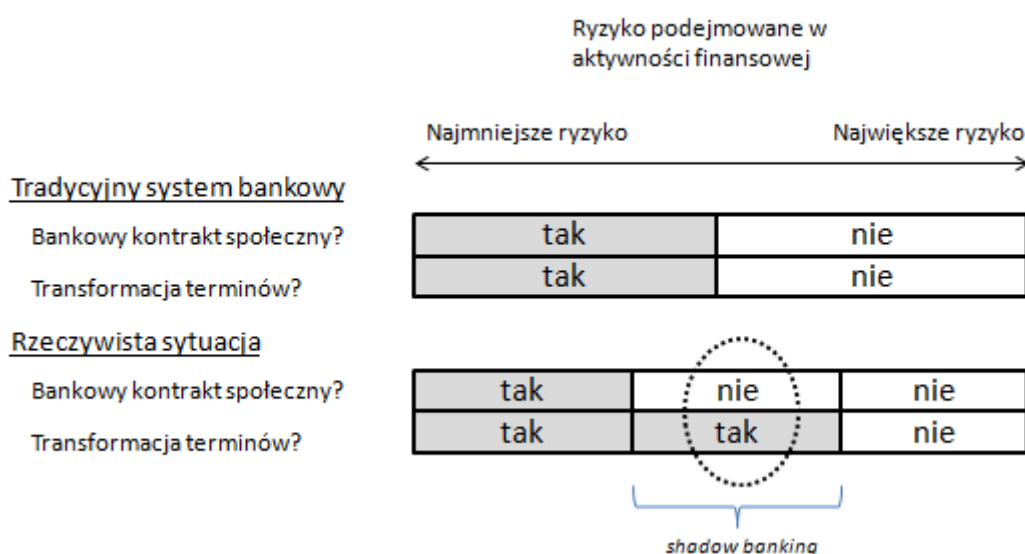 Ryzyko podejmowane w
aktywności finansowej
Najmniejsze ryzyko Największe ryzyko
Tradycyjny system bankowy
Bankowy kontrakt społeczny? tak nie
Transformacja terminów? tak nie
Rzeczywista sytuacja
Bankowy kontrakt społeczny? tak nie nie
Transformacja terminów? tak tak nie
shadow banking